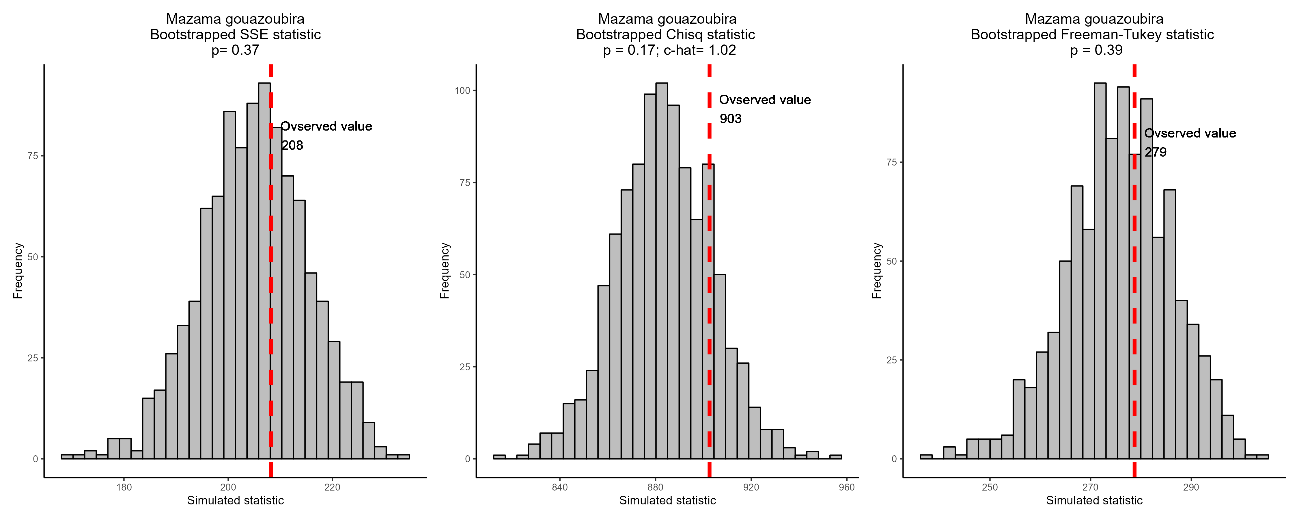 Mazama gouazoubira
Bootstrapped SSE statistic
p= 0.37
Ovserved value
208
75
50
25
0
Frequency
180
200
220
Simulated statistic
Mazama gouazoubira
Bootstrapped Chisq statistic
p = 0.17; c-hat= 1.02
Ovserved value
903
100
75
50
25
0
Frequency
840
880
920
960
Simulated statistic
Mazama gouazoubira
Bootstrapped Freeman-Tukey statistic
p = 0.39
Ovserved value
279
75
50
25
0
Frequency
250
270
290
Simulated statistic